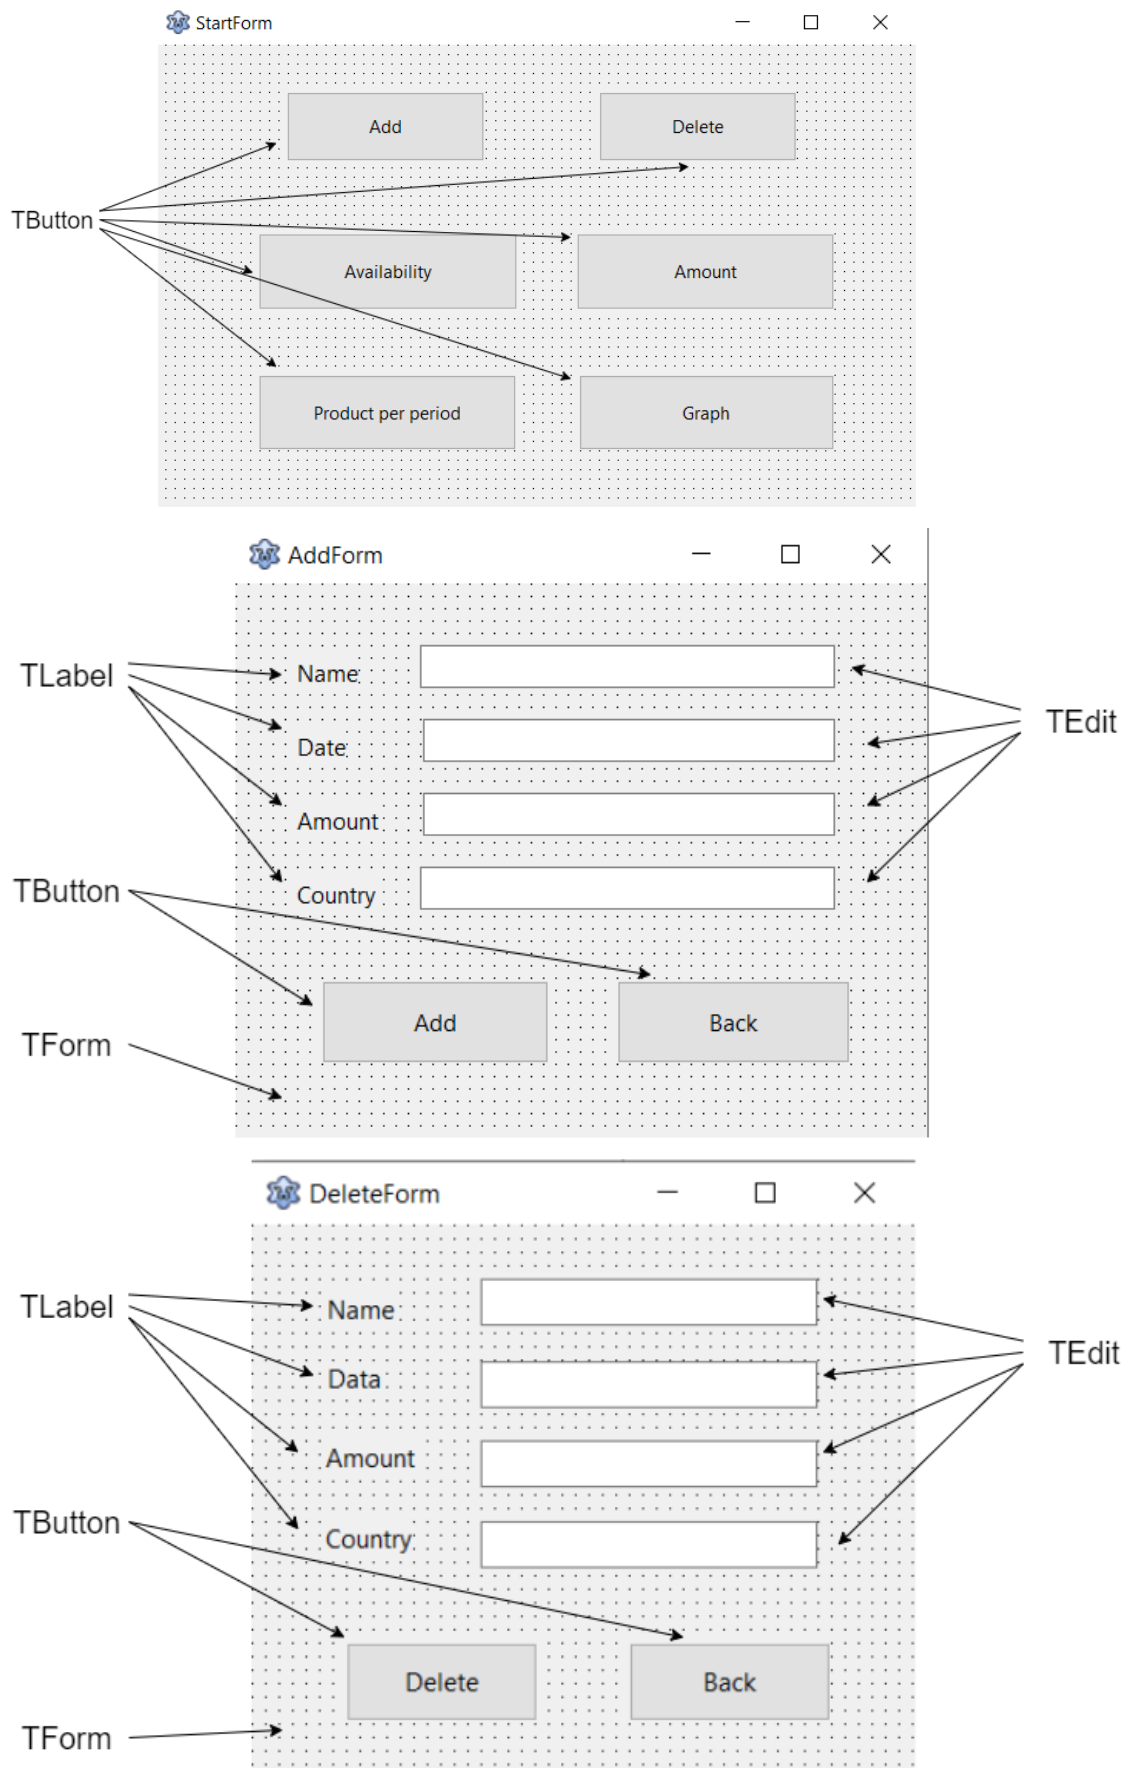 StartForm
Add
Delete
TButton
Availability
Amount
Product per period
Graph
AddForm
TLabel
Name
TEdit
Date
Amount
TButton
Country
Add
Back
TForm
DeleteForm
TLabel
Name
TEdit
Data
Amount
TButton
Country
Delete
Back
TForm